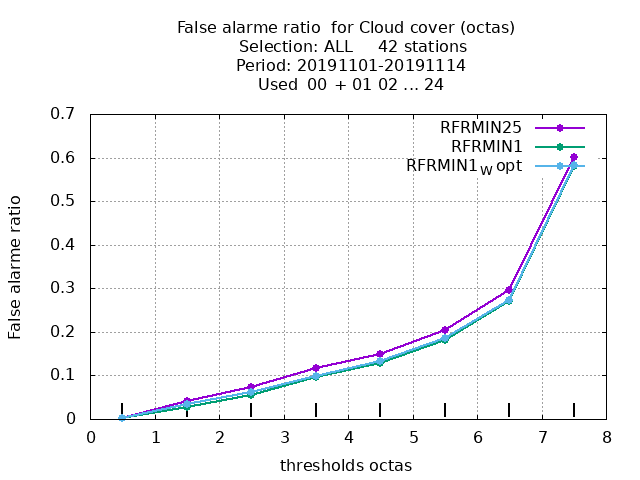 False alarme ratio  for Cloud cover (octas)
Selection: ALL     42 stations
Period: 20191101-20191114
Used  00 + 01 02 ... 24
RFRMIN25
RFRMIN1
RFRMIN1W opt
False alarme ratio
0.7
0.6
0.5
0.4
0.3
0.2
0.1
0
0 1 2 3 4 5 6 7 8
thresholds octas